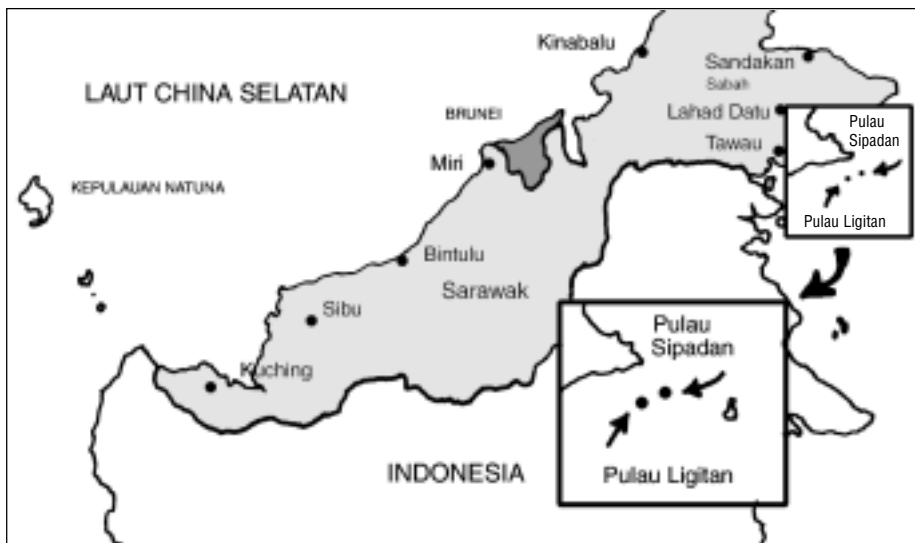 Kinabalu
Sandakan
Sabah
LAUT CHINA SELATAN
BRUNEI
Lahad Datu
Tawau
Pulau
Sipadan
Miri
KEPULAUAN NATUNA
Pulau Ligitan
Bintulu
Sarawak
Sibu
Pulau
Sipadan
Kuching
INDONESIA
Pulau Ligitan